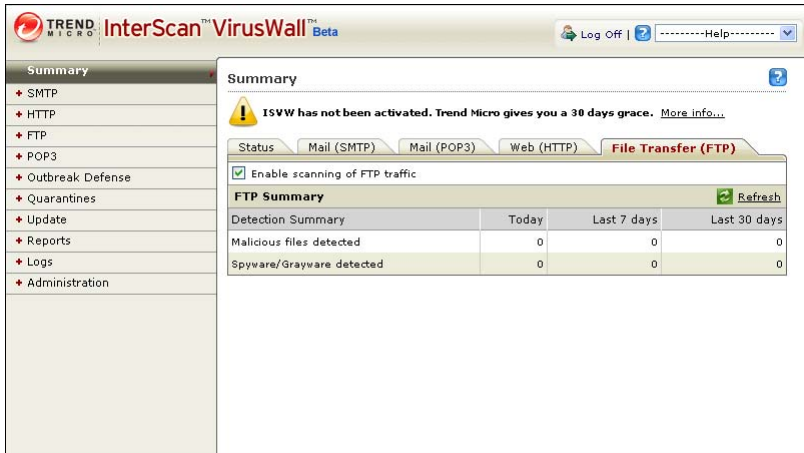 TREND MICRO InterScan™ VirusWall™ Beta
Log Off | ---------Help---------
Summary
+ SMTP
+ HTTP
+ FTP
+ POP3
+ Outbreak Defense
+ Quarantines
+ Update
+ Reports
+ Logs
+ Administration
Summary
ISVW has not been activated. Trend Micro gives you a 30 days grace. More info...
Status Mail (SMTP) Mail (POP3) Web (HTTP) File Transfer (FTP)
Enable scanning of FTP traffic
FTP Summary Refresh
Detection Summary Today Last 7 days Last 30 days
Malicious files detected 0 0 0
Spyware/Grayware detected 0 0 0